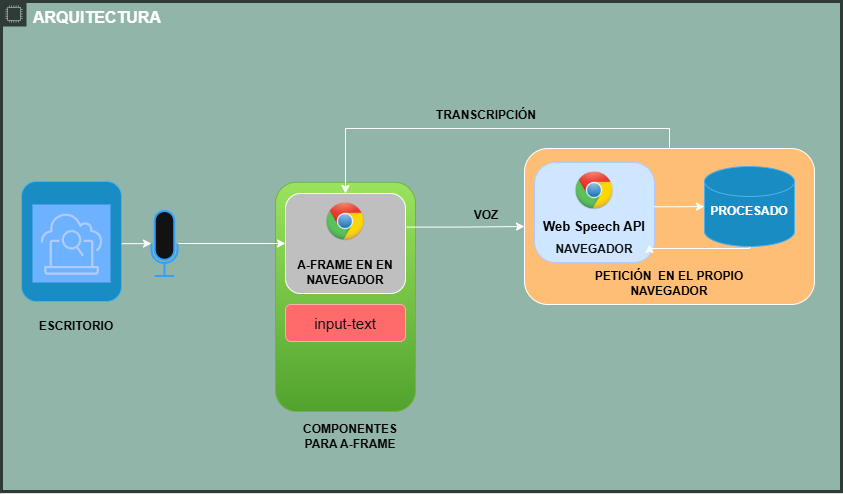 ARQUITECTURA
TRANSCRIPCIÓN
VOZ
Web Speech API
NAVEGADOR
PROCESADO
PETICIÓN EN EL PROPIO
NAVEGADOR
A-FRAME EN EN
NAVEGADOR
input-text
ESCRITORIO
COMPONENTES
PARA A-FRAME